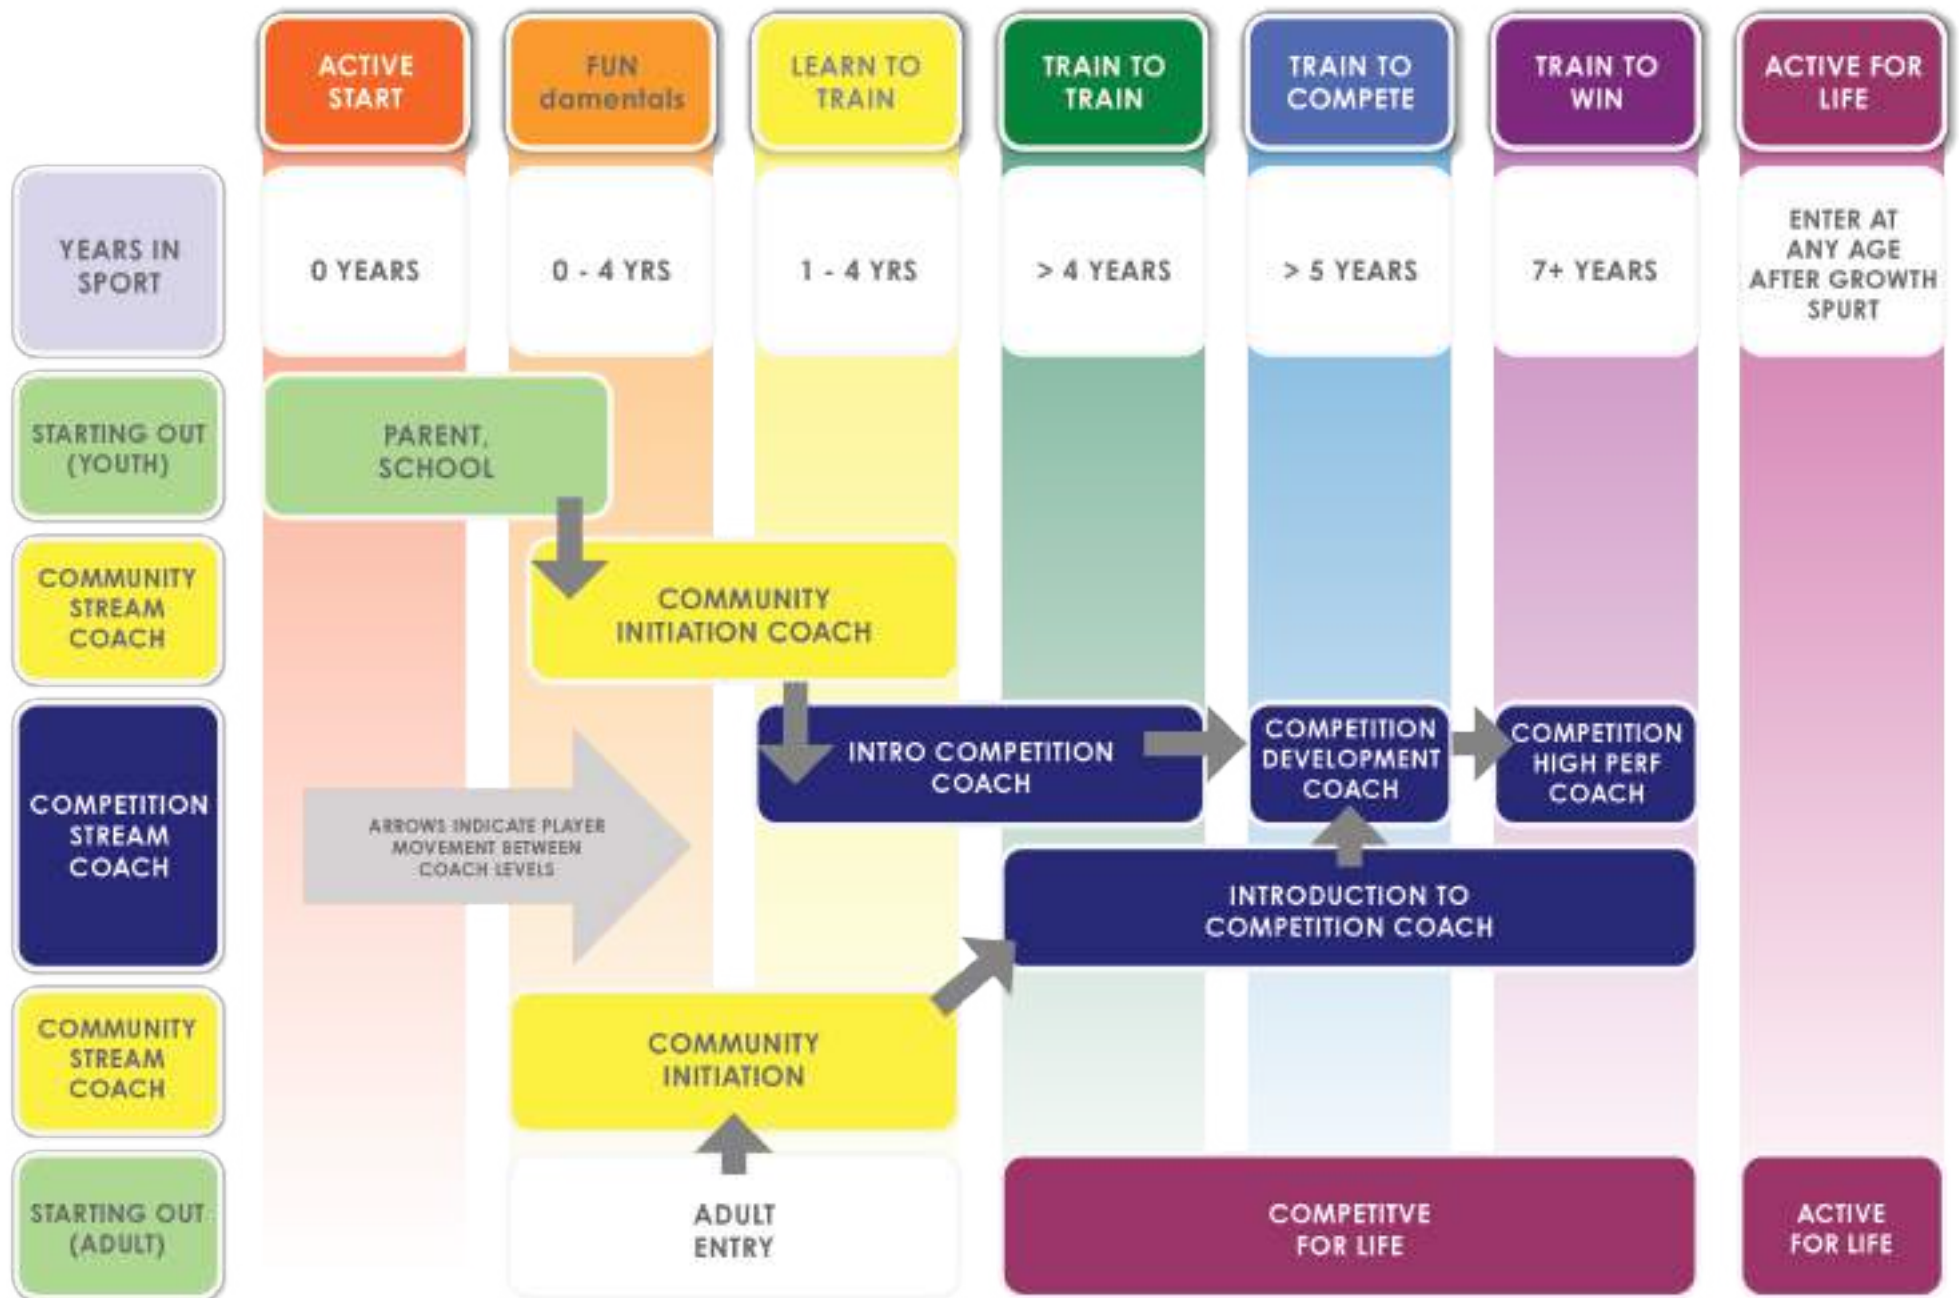 ACTIVE
START
FUN
damentals
LEARN TO
TRAIN
TRAIN TO
TRAIN
TRAIN TO
COMPETE
TRAIN TO
WIN
ACTIVE FOR
LIFE
YEARS IN
SPORT
0 YEARS
0 - 4 YRS
1 - 4 YRS
> 4 YEARS
> 5 YEARS
7+ YEARS
ENTER AT
ANY AGE
AFTER GROWTH
SPURT
STARTING OUT
(YOUTH)
PARENT,
SCHOOL
COMMUNITY
STREAM
COACH
COMMUNITY
INITIATION COACH
COMPETITION
STREAM
COACH
ARROWS INDICATE PLAYER
MOVEMENT BETWEEN
COACH LEVELS
INTRO COMPETITION
COACH
COMPETITION
DEVELOPMENT
COACH
COMPETITION
HIGH PERF
COACH
INTRODUCTION TO
COMPETITION COACH
COMMUNITY
STREAM
COACH
COMMUNITY
INITIATION
STARTING OUT
(ADULT)
ADULT
ENTRY
COMPETITVE
FOR LIFE
ACTIVE
FOR LIFE